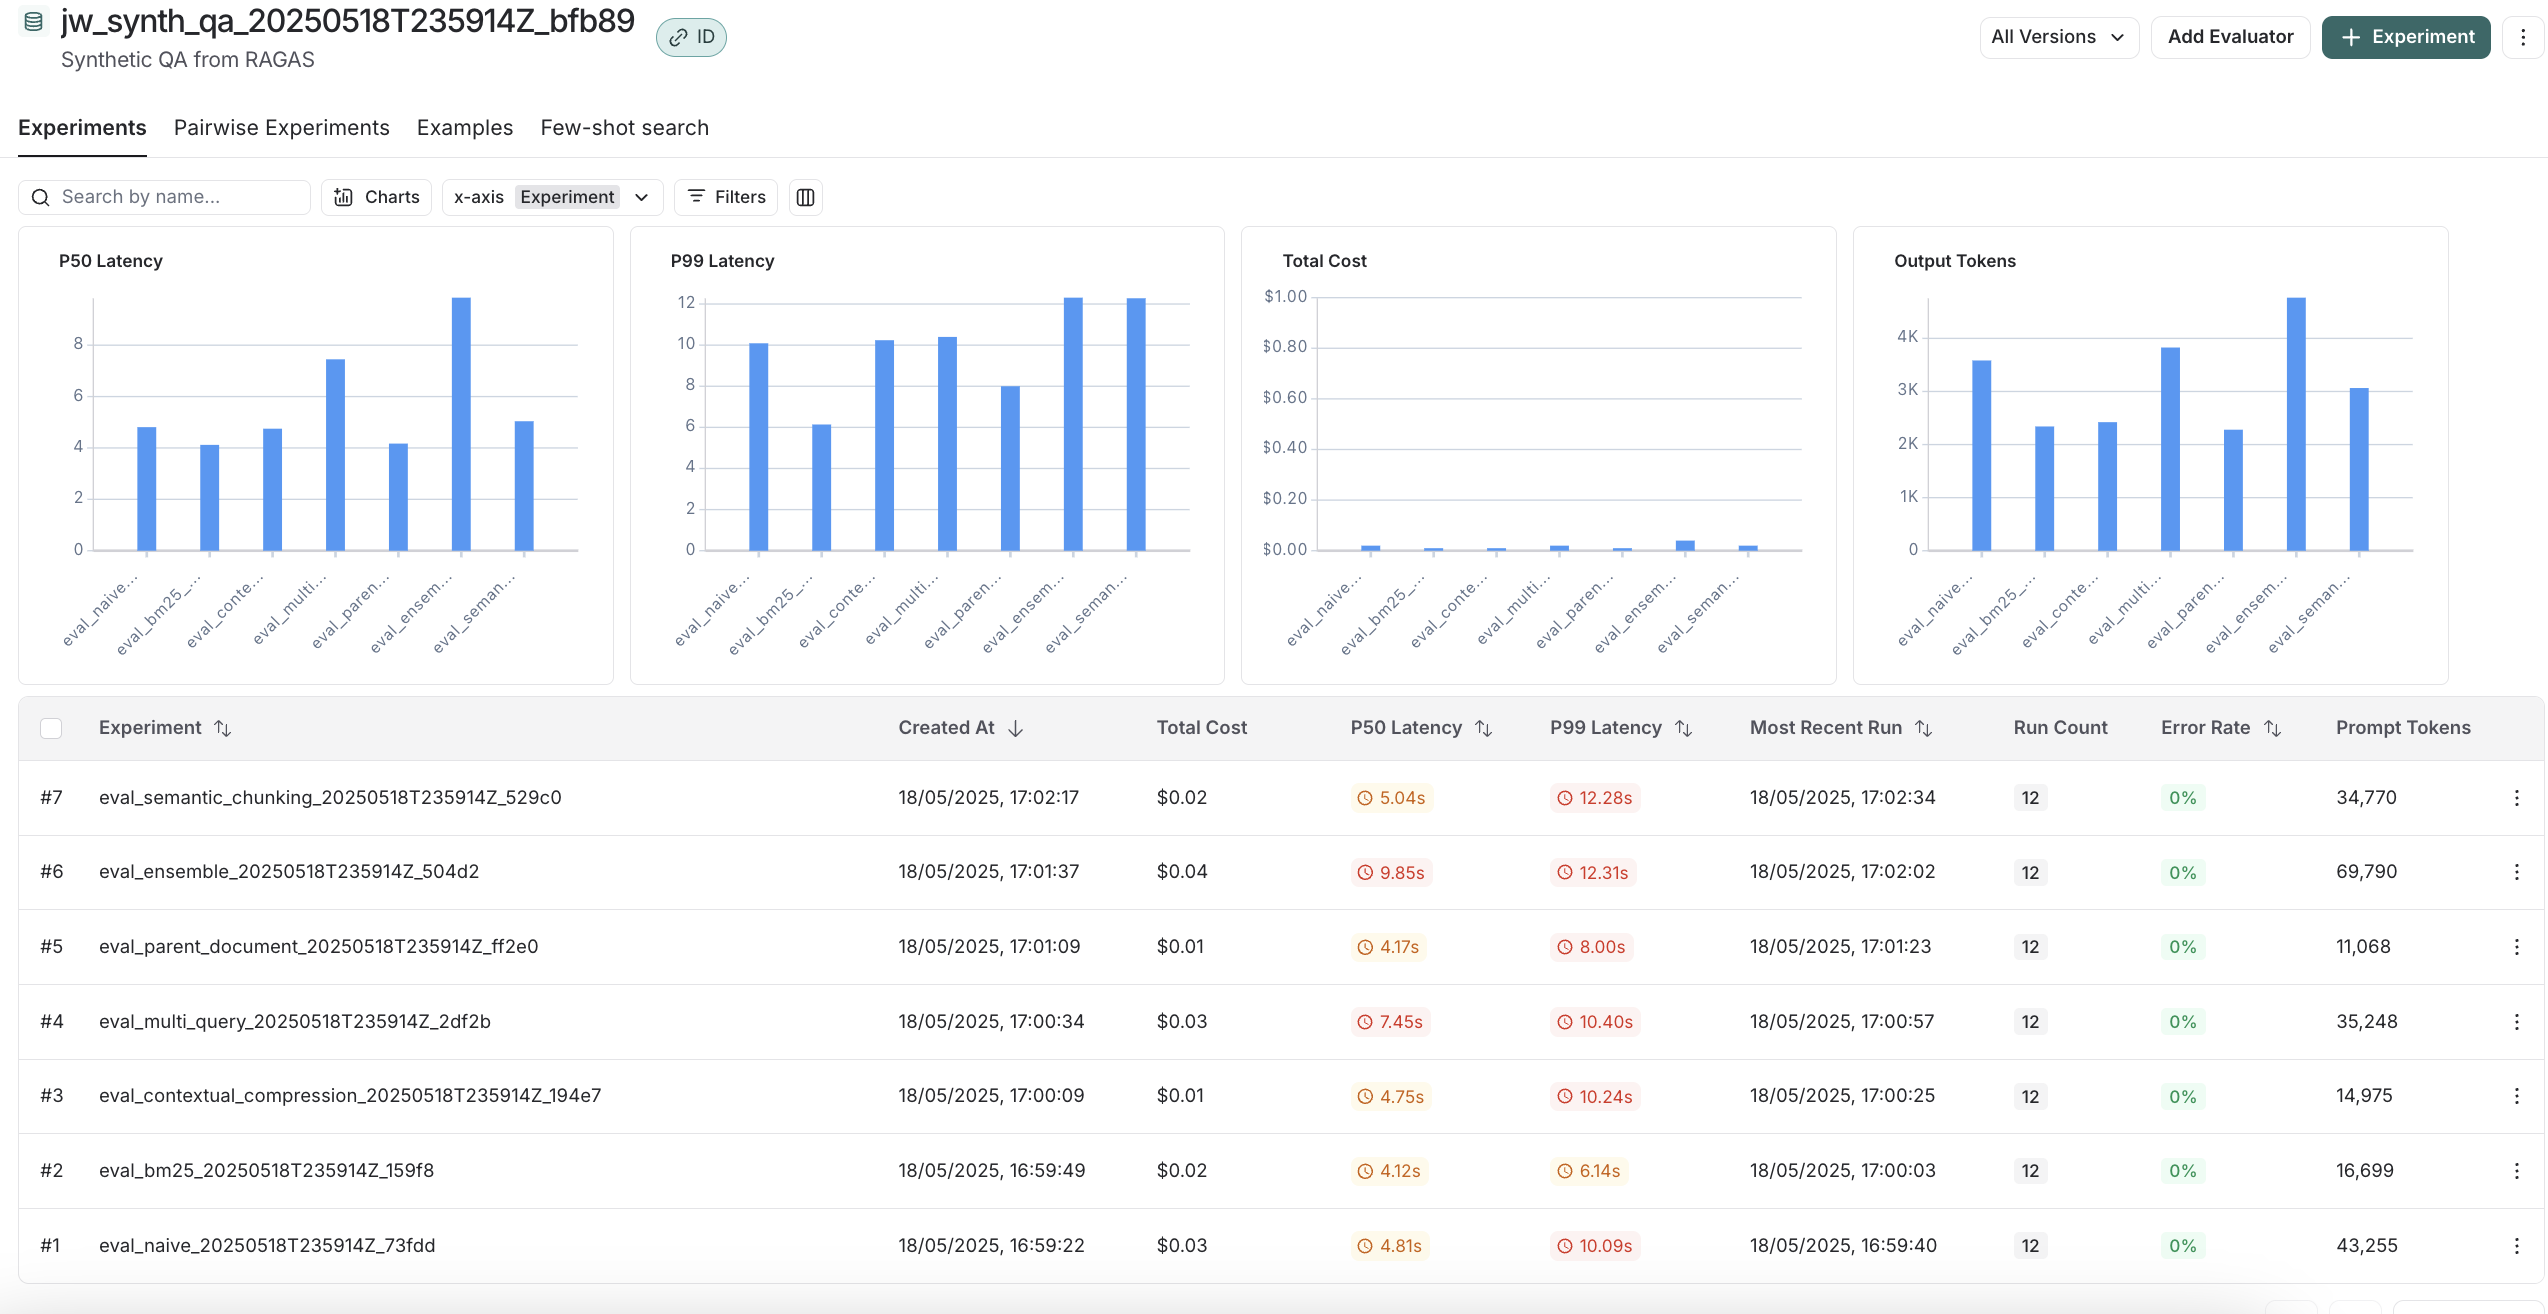 jw_synth_qa_20250518T235914Z_bfb89
ID
Synthetic QA from RAGAS
All Versions
Add Evaluator
+ Experiment
Experiments Pairwise Experiments Examples Few-shot search
Search by name...
Charts
x-axis Experiment
Filters
P50 Latency
8
6
4
2
0
eval_naive...
eval_bm25_...
eval_conte...
eval_multi...
eval_paren...
eval_ensem...
eval_seman...
P99 Latency
12
10
8
6
4
2
0
eval_naive...
eval_bm25_...
eval_conte...
eval_multi...
eval_paren...
eval_ensem...
eval_seman...
Total Cost
$1.00
$0.80
$0.60
$0.40
$0.20
$0.00
eval_naive...
eval_bm25_...
eval_conte...
eval_multi...
eval_paren...
eval_ensem...
eval_seman...
Output Tokens
4K
3K
2K
1K
0
eval_naive...
eval_bm25_...
eval_conte...
eval_multi...
eval_paren...
eval_ensem...
eval_seman...
Experiment Created At Total Cost P50 Latency P99 Latency Most Recent Run Run Count Error Rate Prompt Tokens
#7 eval_semantic_chunking_20250518T235914Z_529c0 18/05/2025, 17:02:17 $0.02 5.04s 12.28s 18/05/2025, 17:02:34 12 0% 34,770
#6 eval_ensemble_20250518T235914Z_504d2 18/05/2025, 17:01:37 $0.04 9.85s 12.31s 18/05/2025, 17:02:02 12 0% 69,790
#5 eval_parent_document_20250518T235914Z_ff2e0 18/05/2025, 17:01:09 $0.01 4.17s 8.00s 18/05/2025, 17:01:23 12 0% 11,068
#4 eval_multi_query_20250518T235914Z_2df2b 18/05/2025, 17:00:34 $0.03 7.45s 10.40s 18/05/2025, 17:00:57 12 0% 35,248
#3 eval_contextual_compression_20250518T235914Z_194e7 18/05/2025, 17:00:09 $0.01 4.75s 10.24s 18/05/2025, 17:00:25 12 0% 14,975
#2 eval_bm25_20250518T235914Z_159f8 18/05/2025, 16:59:49 $0.02 4.12s 6.14s 18/05/2025, 17:00:03 12 0% 16,699
#1 eval_naive_20250518T235914Z_73fdd 18/05/2025, 16:59:22 $0.03 4.81s 10.09s 18/05/2025, 16:59:40 12 0% 43,255